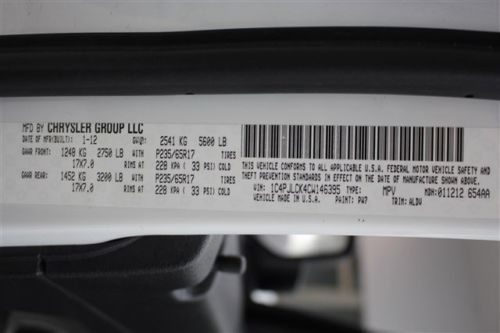 MFD BY CHRYSLER GROUP LLC
DATE OF MFR(BUILT): 1-12 GVWR: 2541 KG 5600 LB
GAWR FRONT: 1248 KG 2750 LB P235/65R17 TIRES
17X7.0 RIMS AT 228 KPA ( 33 PSI) COLD
GAWR REAR: 1452 KG 3200 LB P235/65R17 TIRES
17X7.0 RIMS AT 228 KPA ( 33 PSI) COLD
THIS VEHICLE CONFORMS TO ALL APPLICABLE U.S.A. FEDERAL MOTOR VEHICLE SAFETY
AND THEFT PREVENTION STANDARDS IN EFFECT ON THE DATE OF MANUFACTURE SHOWN ABOVE
VIN: 1C4PJLCK4CW146395 TYPE: MPV MDH: 011212 654AA
MADE IN U.S.A. PAINT: PW7 TRIM: ALDV